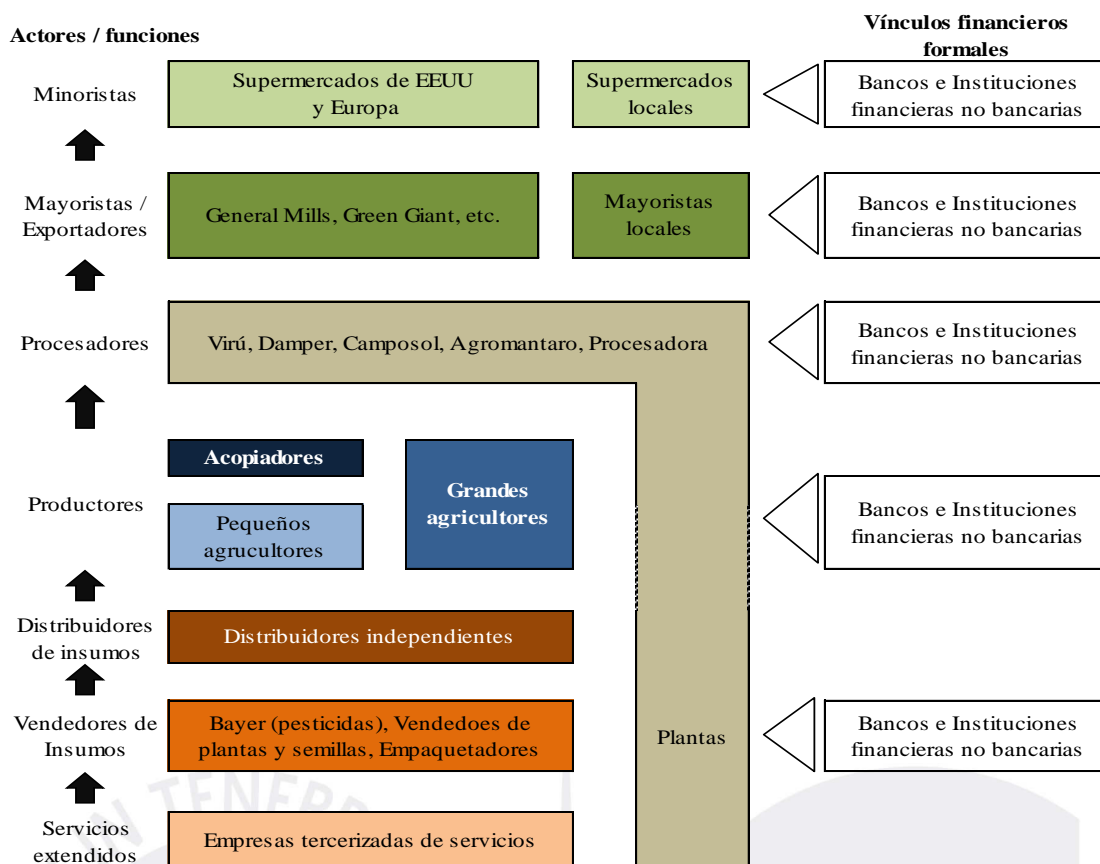 Actores / funciones
Vínculos financieros
formales
Minoristas
Supermercados de EEUU
y Europa
Supermercados
locales
Bancos e Instituciones
financieras no bancarias
Mayoristas /
Exportadores
General Mills, Green Giant, etc.
Mayoristas
locales
Bancos e Instituciones
financieras no bancarias
Procesadores
Virú, Damper, Camposol, Agromantaro, Procesadora
Bancos e Instituciones
financieras no bancarias
Productores
Acopiadores
Pequeños
agrucultores
Grandes
agricultores
Bancos e Instituciones
financieras no bancarias
Distribuidores
de insumos
Distribuidores independientes
Vendedores de
Insumos
Bayer (pesticidas), Vendedoes de
plantas y semillas, Empaquetadores
Plantas
Bancos e Instituciones
financieras no bancarias
Servicios
extendidos
Empresas tercerizadas de servicios
IN TENEBR